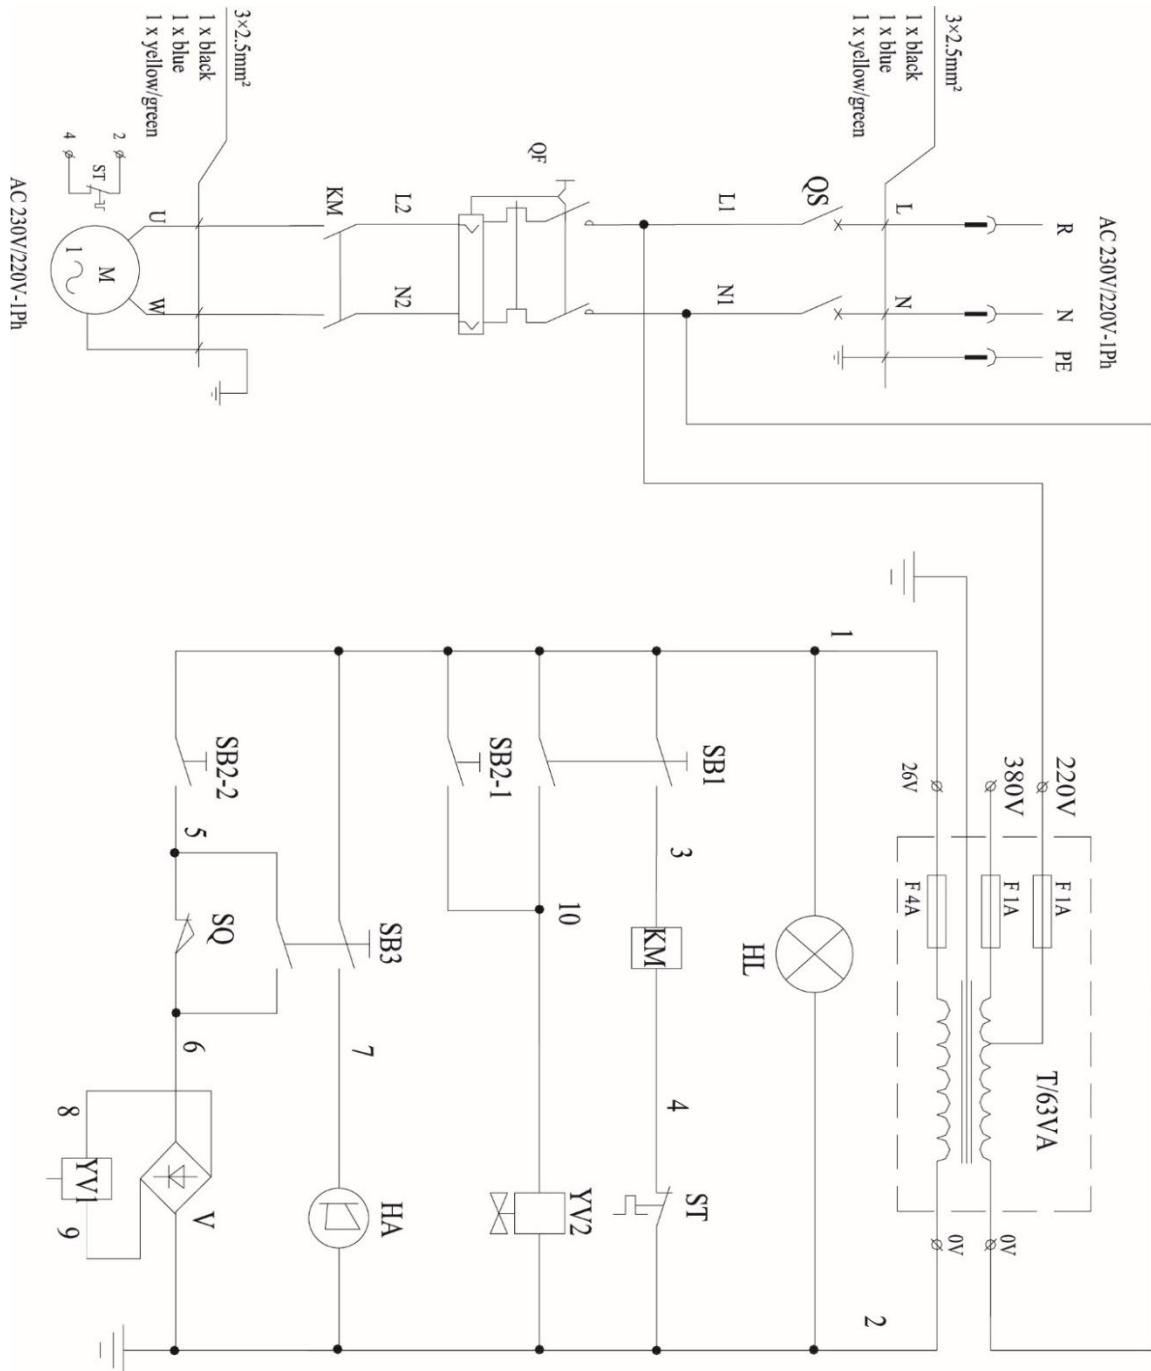 AC 230V/220V-1Ph
R
N
PE
3×2.5mm²
1 x black
1 x blue
1 x yellow/green
L
N
QS
L1
N1
QF
L2
N2
KM
3×2.5mm²
1 x black
1 x blue
1 x yellow/green
U
W
2
ST
4
M
1
AC 230V/220V-1Ph
220V
380V
26V
F 1A
F 1A
F 4A
T/63VA
0V
0V
1
2
HL
SB1
3
KM
4
ST
SB2-1
10
YV2
SB3
7
HA
SB2-2
5
SQ
6
V
8
YV1
9